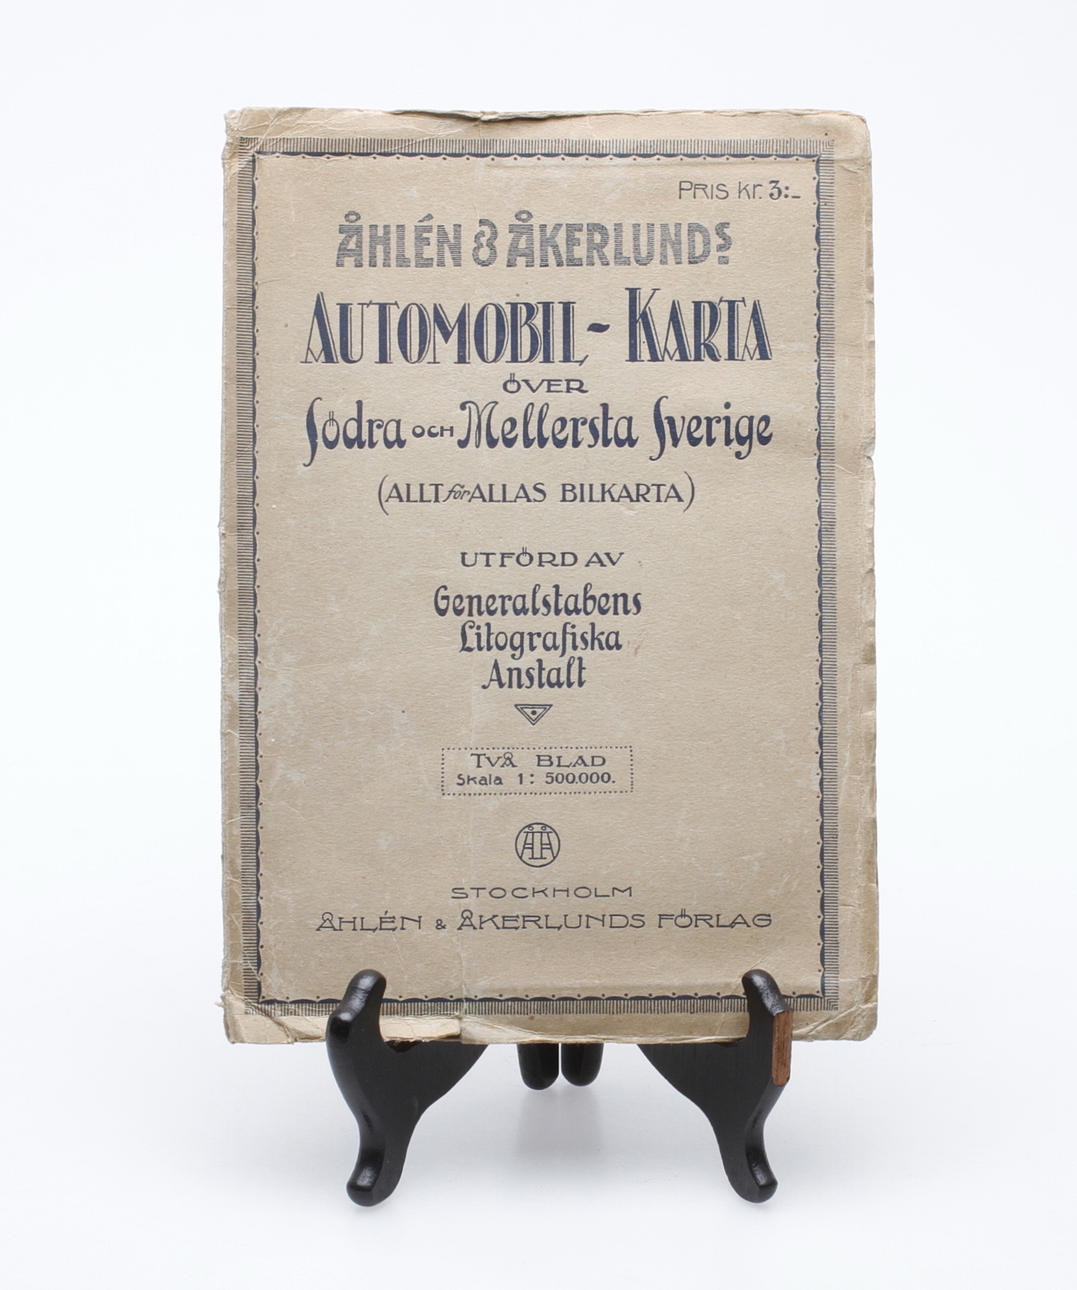 PRIS Kr. 3:-
ÅHLÉN & ÅKERLUNDS
AUTOMOBIL-KARTA
ÖVER
Södra OCH Mellersta Sverige
(ALLT för ALLAS BILKARTA)
UTFÖRD AV
Generalstabens
Litografiska
Anstalt
TVÅ BLAD
Skala 1: 500.000.
ÅÅ
STOCKHOLM
ÅHLÉN & ÅKERLUNDS FÖRLAG